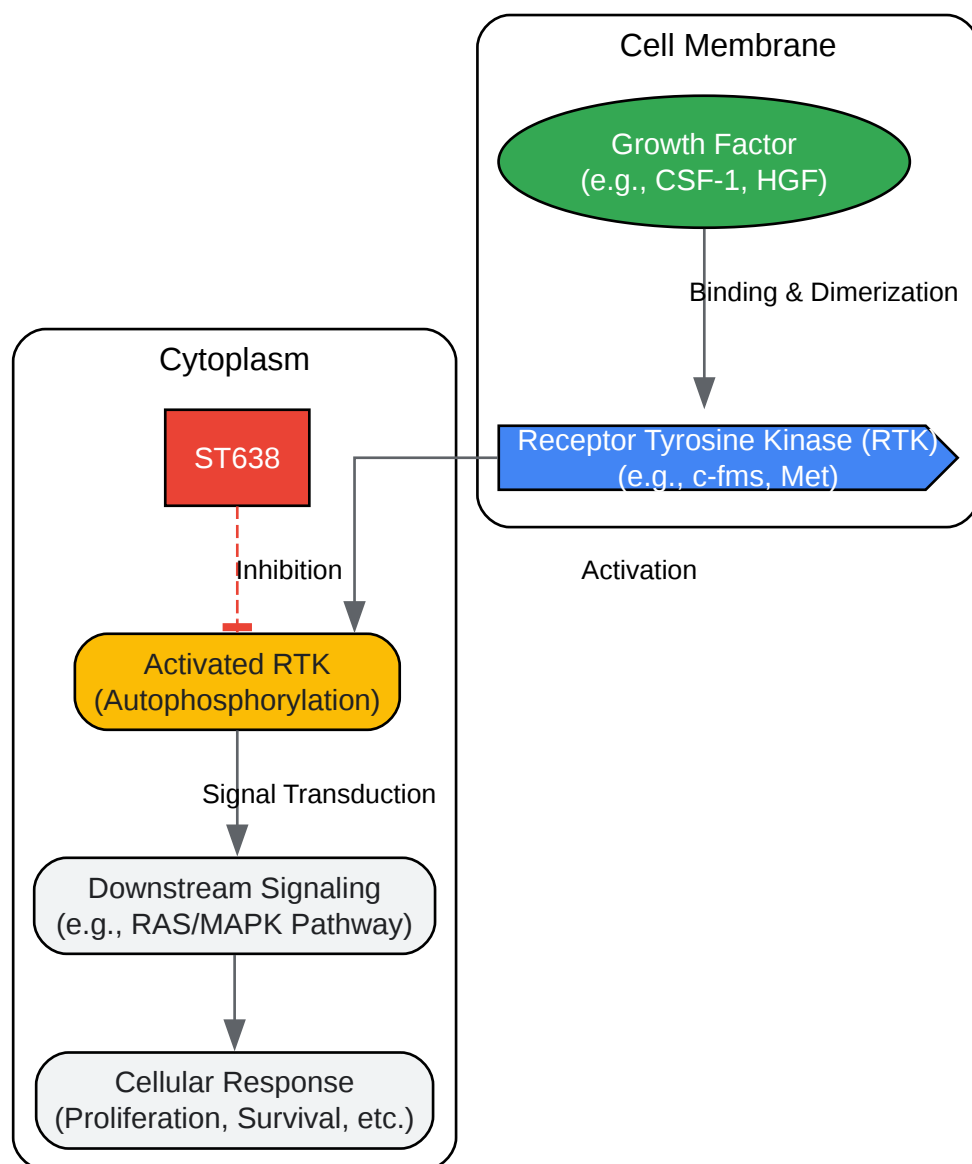 Cell Membrane
Growth Factor
(e.g., CSF-1, HGF)
Binding & Dimerization
Receptor Tyrosine Kinase (RTK)
(e.g., c-fms, Met)
Activation
Cytoplasm
ST638
Inhibition
Activated RTK
(Autophosphorylation)
Signal Transduction
Downstream Signaling
(e.g., RAS/MAPK Pathway)
Cellular Response
(Proliferation, Survival, etc.)